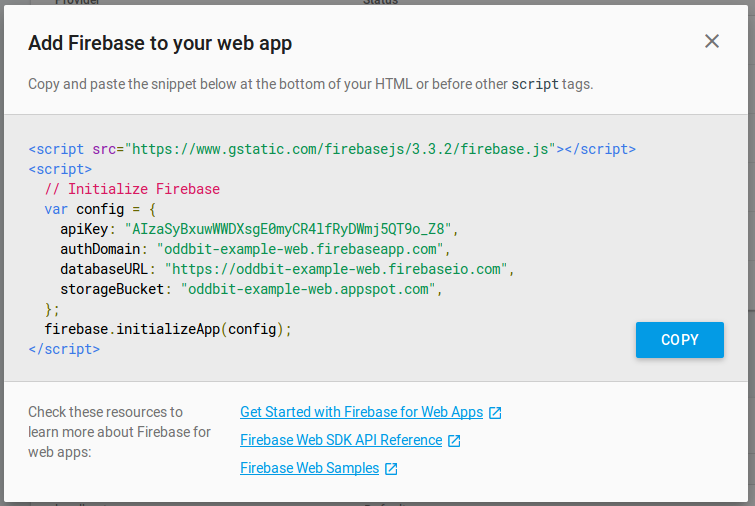 Provider Status
Add Firebase to your web app
Copy and paste the snippet below at the bottom of your HTML or before other script tags.
<script src="https://www.gstatic.com/firebasejs/3.3.2/firebase.js"></script>
<script>
// Initialize Firebase
var config = {
apiKey: "AIzaSyBxuwWWDXsgE0myCR4lfRyDWmj5QT9o_Z8",
authDomain: "oddbit-example-web.firebaseapp.com",
databaseURL: "https://oddbit-example-web.firebaseio.com",
storageBucket: "oddbit-example-web.appspot.com",
};
firebase.initializeApp(config);
</script>
COPY
Check these resources to
learn more about Firebase for
web apps:
Get Started with Firebase for Web Apps
Firebase Web SDK API Reference
Firebase Web Samples